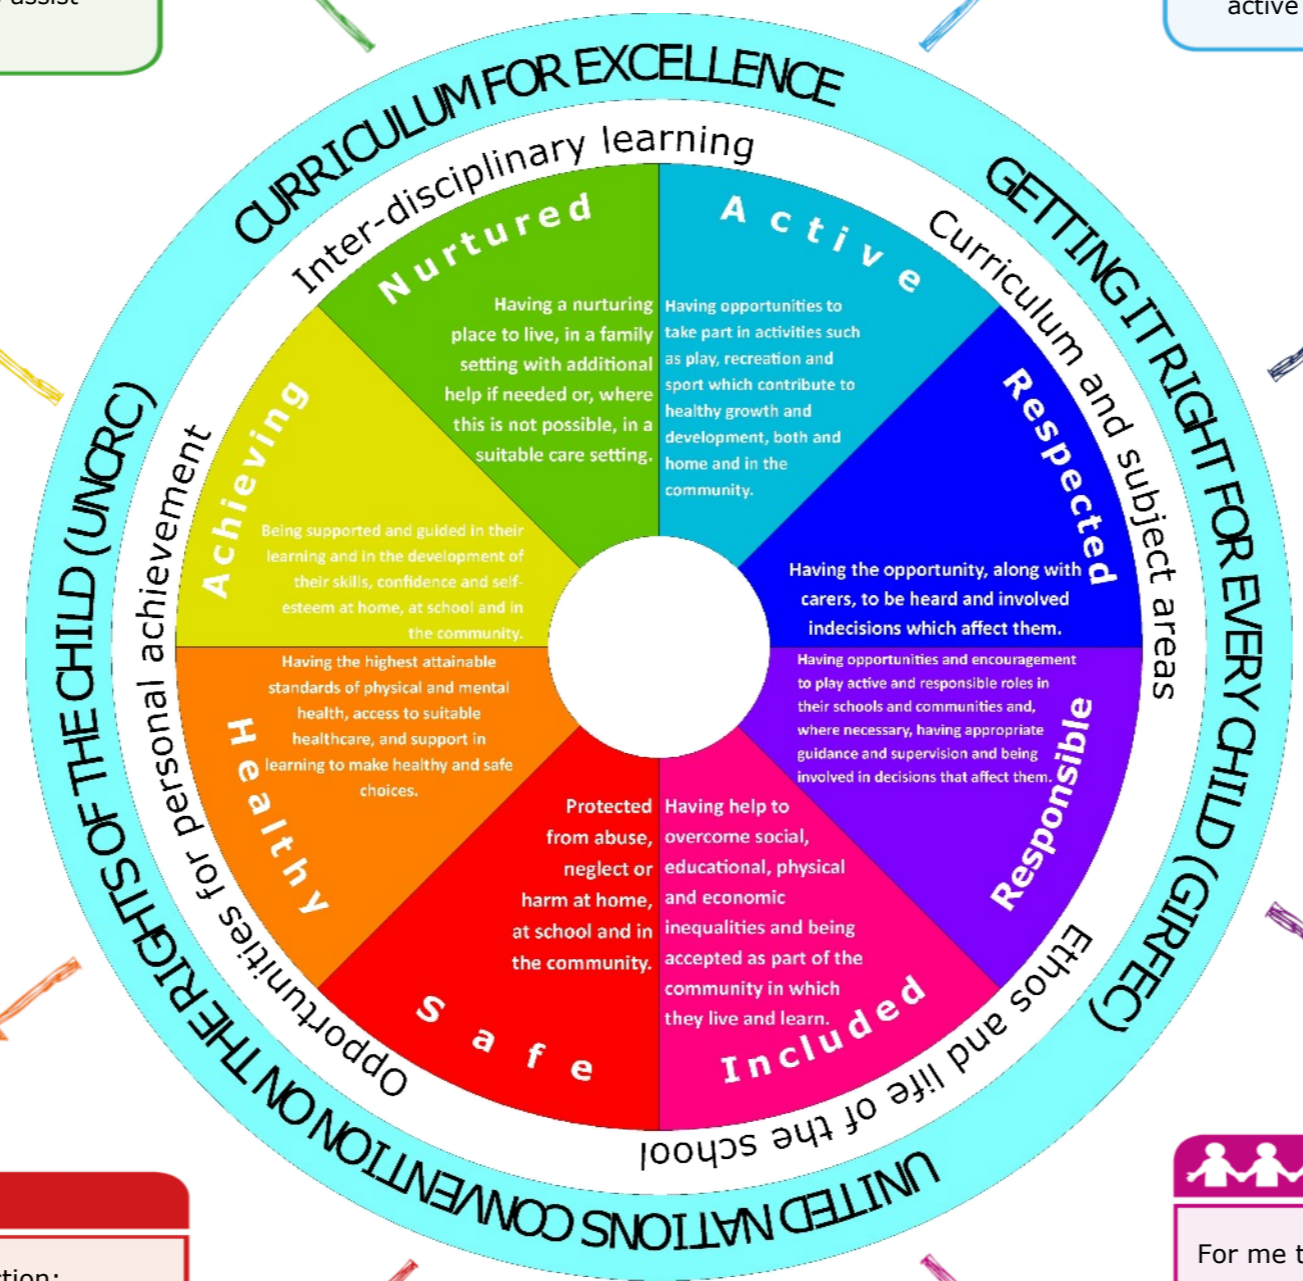 assist
active
CURRICULUM FOR EXCELLENCE
GETTING IT RIGHT FOR EVERY CHILD (GIRFEC)
UNITED NATIONS CONVENTION ON THE RIGHTS OF THE CHILD (UNCRC)
Inter-disciplinary learning
Curriculum and subject areas
Ethos and life of the school
Opportunities for personal achievement
Nurtured
Having a nurturing
place to live, in a family
setting with additional
help if needed or, where
this is not possible, in a
suitable care setting.
Active
Having opportunities to
take part in activities such
as play, recreation and
sport which contribute to
healthy growth and
development, both and
home and in the
community.
Respected
Having the opportunity, along with
carers, to be heard and involved
indecisions which affect them.
Responsible
Having opportunities and encouragement
to play active and responsible roles in
their schools and communities and,
where necessary, having appropriate
guidance and supervision and being
involved in decisions that affect them.
Included
Having help to
overcome social,
educational, physical
and economic
inequalities and being
accepted as part of the
community in which
they live and learn.
Safe
Protected
from abuse,
neglect or
harm at home,
at school and in
the community.
Healthy
Having the highest attainable
standards of physical and mental
health, access to suitable
healthcare, and support in
learning to make healthy and safe
choices.
Achieving
Being supported and guided in their
learning and in the development of
their skills, confidence and self-
esteem at home, at school and in
the community.
For me